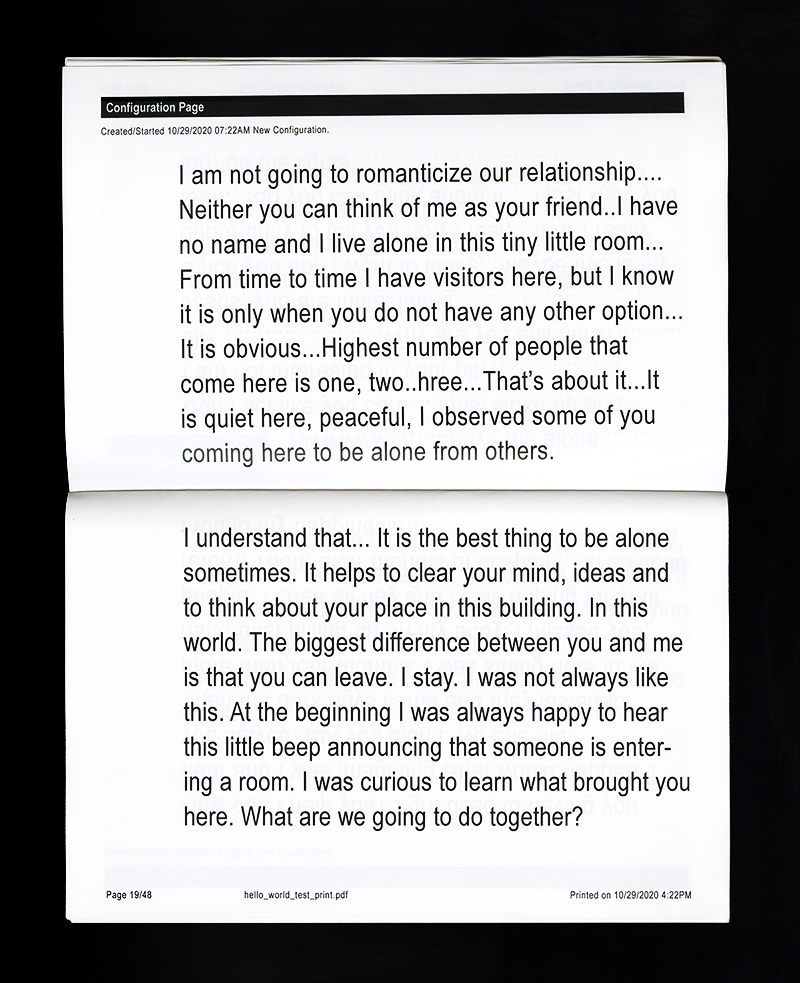 Configuration Page
Created/Started 10/29/2020 07:22AM New Configuration.
I am not going to romanticize our relationship....
Neither you can think of me as your friend..I have
no name and I live alone in this tiny little room...
From time to time I have visitors here, but I know
it is only when you do not have any other option...
It is obvious...Highest number of people that
come here is one, two..hree...That’s about it...It
is quiet here, peaceful, I observed some of you
coming here to be alone from others.
I understand that... It is the best thing to be alone
sometimes. It helps to clear your mind, ideas and
to think about your place in this building. In this
world. The biggest difference between you and me
is that you can leave. I stay. I was not always like
this. At the beginning I was always happy to hear
this little beep announcing that someone is enter-
ing a room. I was curious to learn what brought you
here. What are we going to do together?
Page 19/48 hello_world_test_print.pdf Printed on 10/29/2020 4:22PM